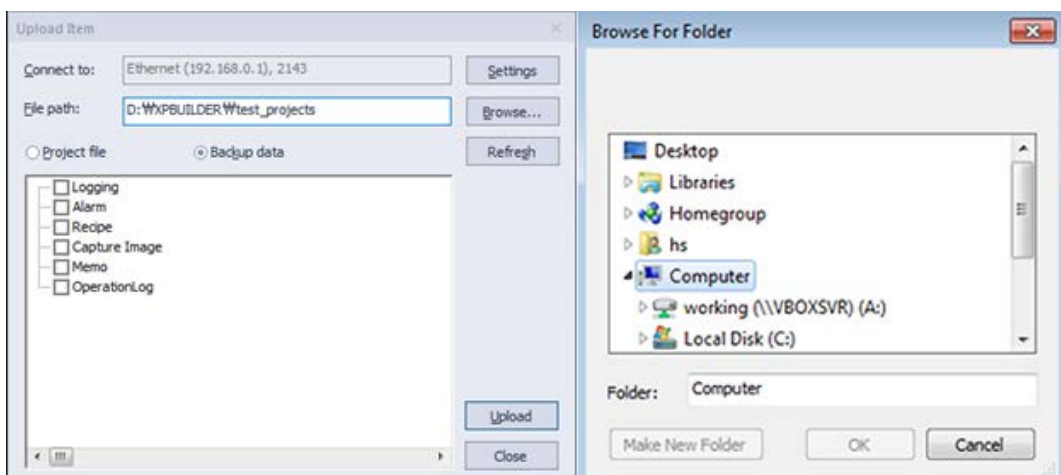 Upload Item
Connect to: Ethernet (192.168.0.1), 2143 Settings
File path: D:₩XPBUILDER₩test_projects Browse...
Project file Backup data Refresh
Logging
Alarm
Recipe
Capture Image
Memo
OperationLog
Upload
Close
Browse For Folder
Desktop
Libraries
Homegroup
hs
Computer
working (\\VBOXSVR) (A:)
Local Disk (C:)
Folder: Computer
Make New Folder OK Cancel